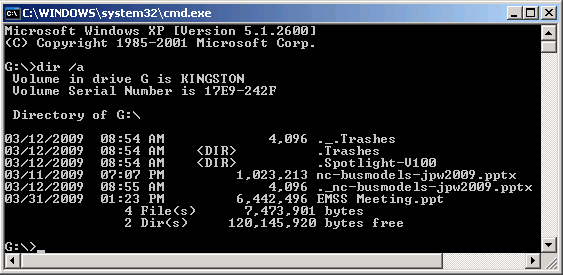 C:\WINDOWS\system32\cmd.exe
Microsoft Windows XP [Version 5.1.2600]
(C) Copyright 1985-2001 Microsoft Corp.
G:\>dir /a
Volume in drive G is KINGSTON
Volume Serial Number is 17E9-242F
Directory of G:\
03/12/2009  08:54 AM             4,096 ._.Trashes
03/12/2009  08:54 AM    <DIR>          .Trashes
03/12/2009  08:54 AM    <DIR>          .Spotlight-V100
03/11/2009  07:07 PM         1,023,213 nc-busmodels-jpw2009.pptx
03/12/2009  08:55 AM             4,096 ._nc-busmodels-jpw2009.pptx
03/31/2009  01:23 PM         6,442,496 EMSS Meeting.ppt
4 File(s)      7,473,901 bytes
2 Dir(s)     120,145,920 bytes free
G:\>_